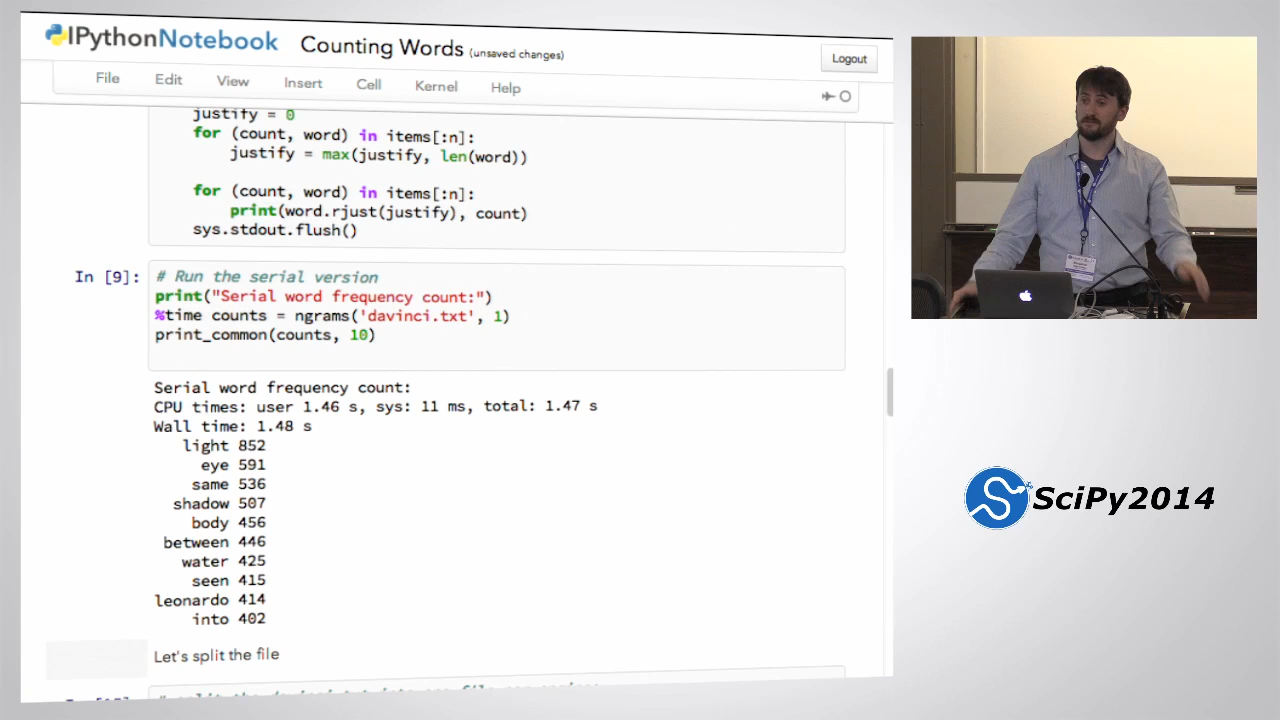 IPythonNotebook Counting Words (unsaved changes)
Logout
File Edit View Insert Cell Kernel Help
justify = 0
for (count, word) in items[:n]:
justify = max(justify, len(word))
for (count, word) in items[:n]:
print(word.rjust(justify), count)
sys.stdout.flush()
In [9]:
# Run the serial version
print("Serial word frequency count:")
%time counts = ngrams('davinci.txt', 1)
print_common(counts, 10)
Serial word frequency count:
CPU times: user 1.46 s, sys: 11 ms, total: 1.47 s
Wall time: 1.48 s
light 852
eye 591
same 536
shadow 507
body 456
between 446
water 425
seen 415
leonardo 414
into 402
Let's split the file
SciPy2014